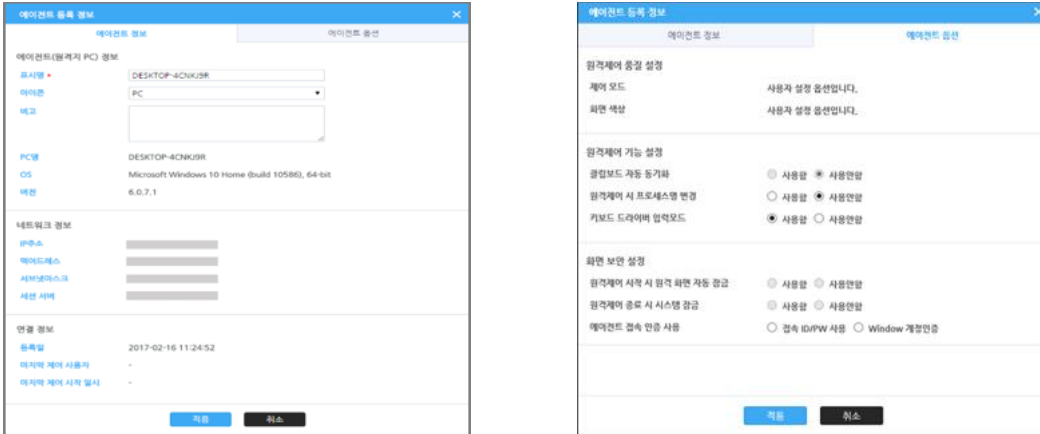 에이전트 등록 정보
에이전트 정보 에이전트 옵션
에이전트(원격지 PC) 정보
표시명 * DESKTOP-4CNKJ9R
아이콘 PC
비고
PC명 DESKTOP-4CNKJ9R
OS Microsoft Windows 10 Home (build 10586), 64-bit
버전 6.0.7.1
네트워크 정보
IP주소
맥어드레스
서브넷마스크
세션 서버
연결 정보
등록일 2017-02-16 11:24:52
마지막 제어 사용자 -
마지막 제어 시작 일시 -
적용 취소
에이전트 등록 정보
에이전트 정보 에이전트 옵션
원격제어 품질 설정
제어 모드 사용자 설정 옵션입니다.
화면 색상 사용자 설정 옵션입니다.
원격제어 기능 설정
클립보드 자동 동기화 사용함 사용안함
원격제어 시 프로세스명 변경 사용함 사용안함
키보드 드라이버 입력모드 사용함 사용안함
화면 보안 설정
원격제어 시작 시 원격 화면 자동 잠금 사용함 사용안함
원격제어 종료 시 시스템 잠금 사용함 사용안함
에이전트 접속 인증 사용 접속 ID/PW 사용 Window 계정인증
적용 취소